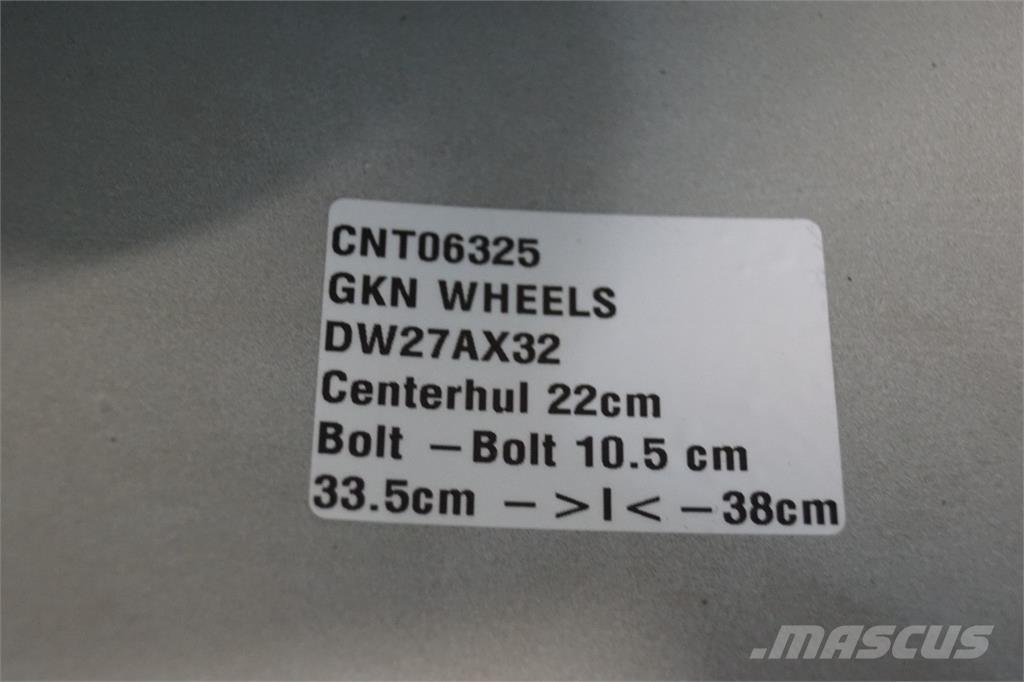 CNT06325
GKN WHEELS
DW27AX32
Centerhul 22cm
Bolt -Bolt 10.5 cm
33.5cm ->I<-38cm
.MASCUS